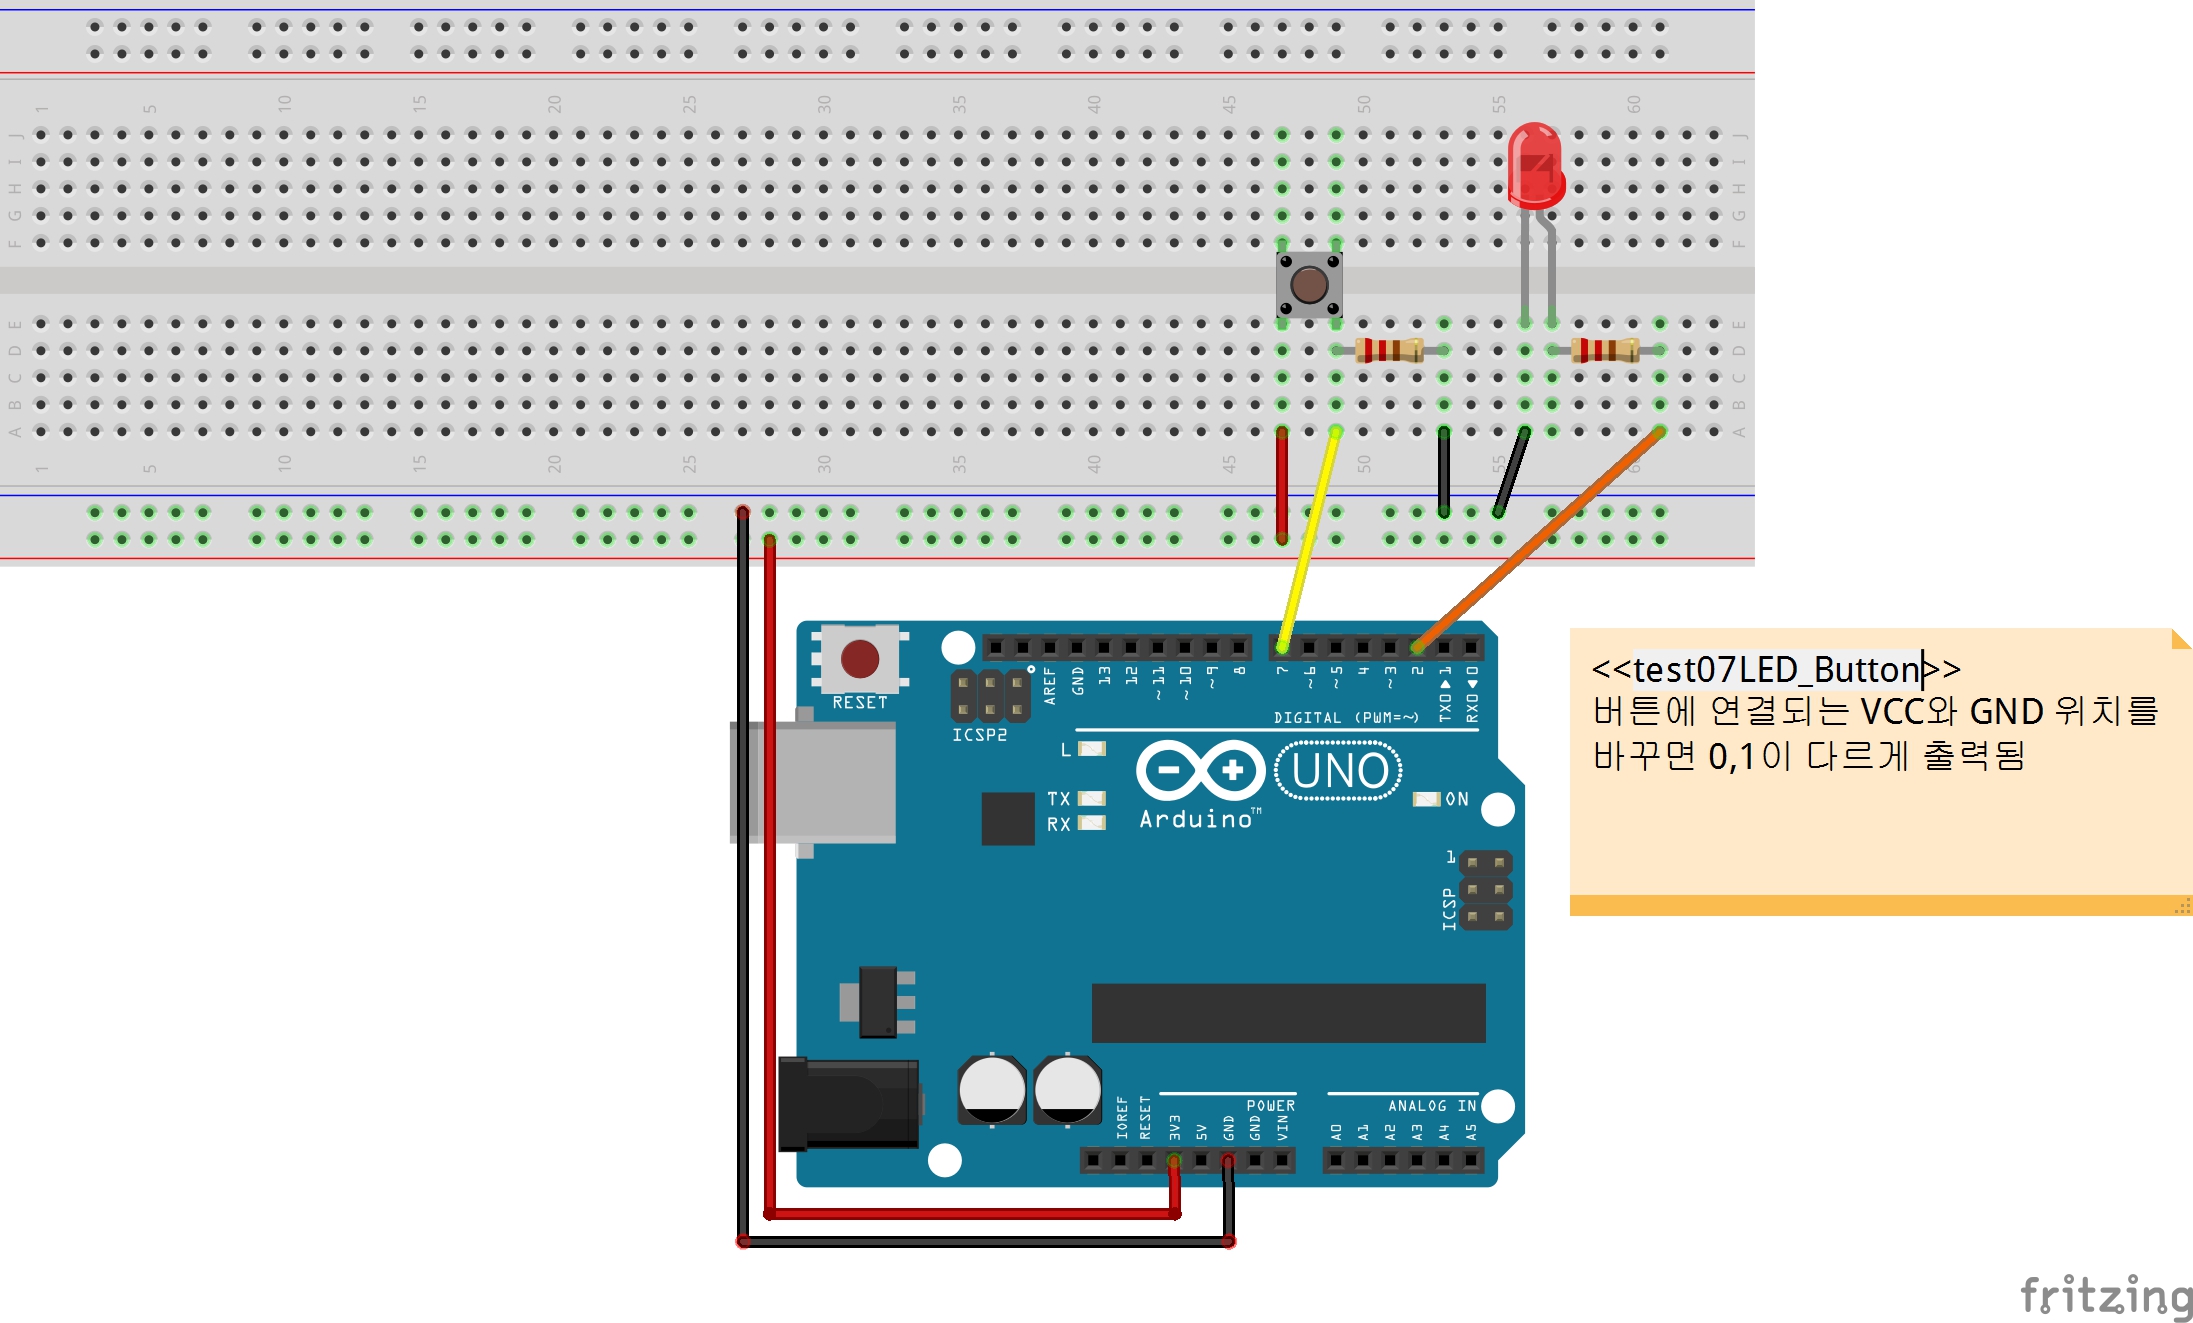 1 5 10 15 20 25 30 35 40 45 50 55 60
J
I
H
G
F
E
D
C
B
A
J
I
H
G
F
E
D
C
B
A
1 5 10 15 20 25 30 35 40 45 50 55 60
RESET
ICSP2
AREF
GND
13
12
~11
~10
~9
8
7
~6
~5
4
~3
2
TX0▶1
RX0◀0
DIGITAL (PWM=~)
L
TX
RX
UNO
Arduino™
ON
1
ICSP
<<test07LED_Button>>
버튼에 연결되는 VCC와 GND 위치를
바꾸면 0,1이 다르게 출력됨
POWER
ANALOG IN
IOREF
RESET
3V3
5V
GND
GND
VIN
A0
A1
A2
A3
A4
A5
fritzing